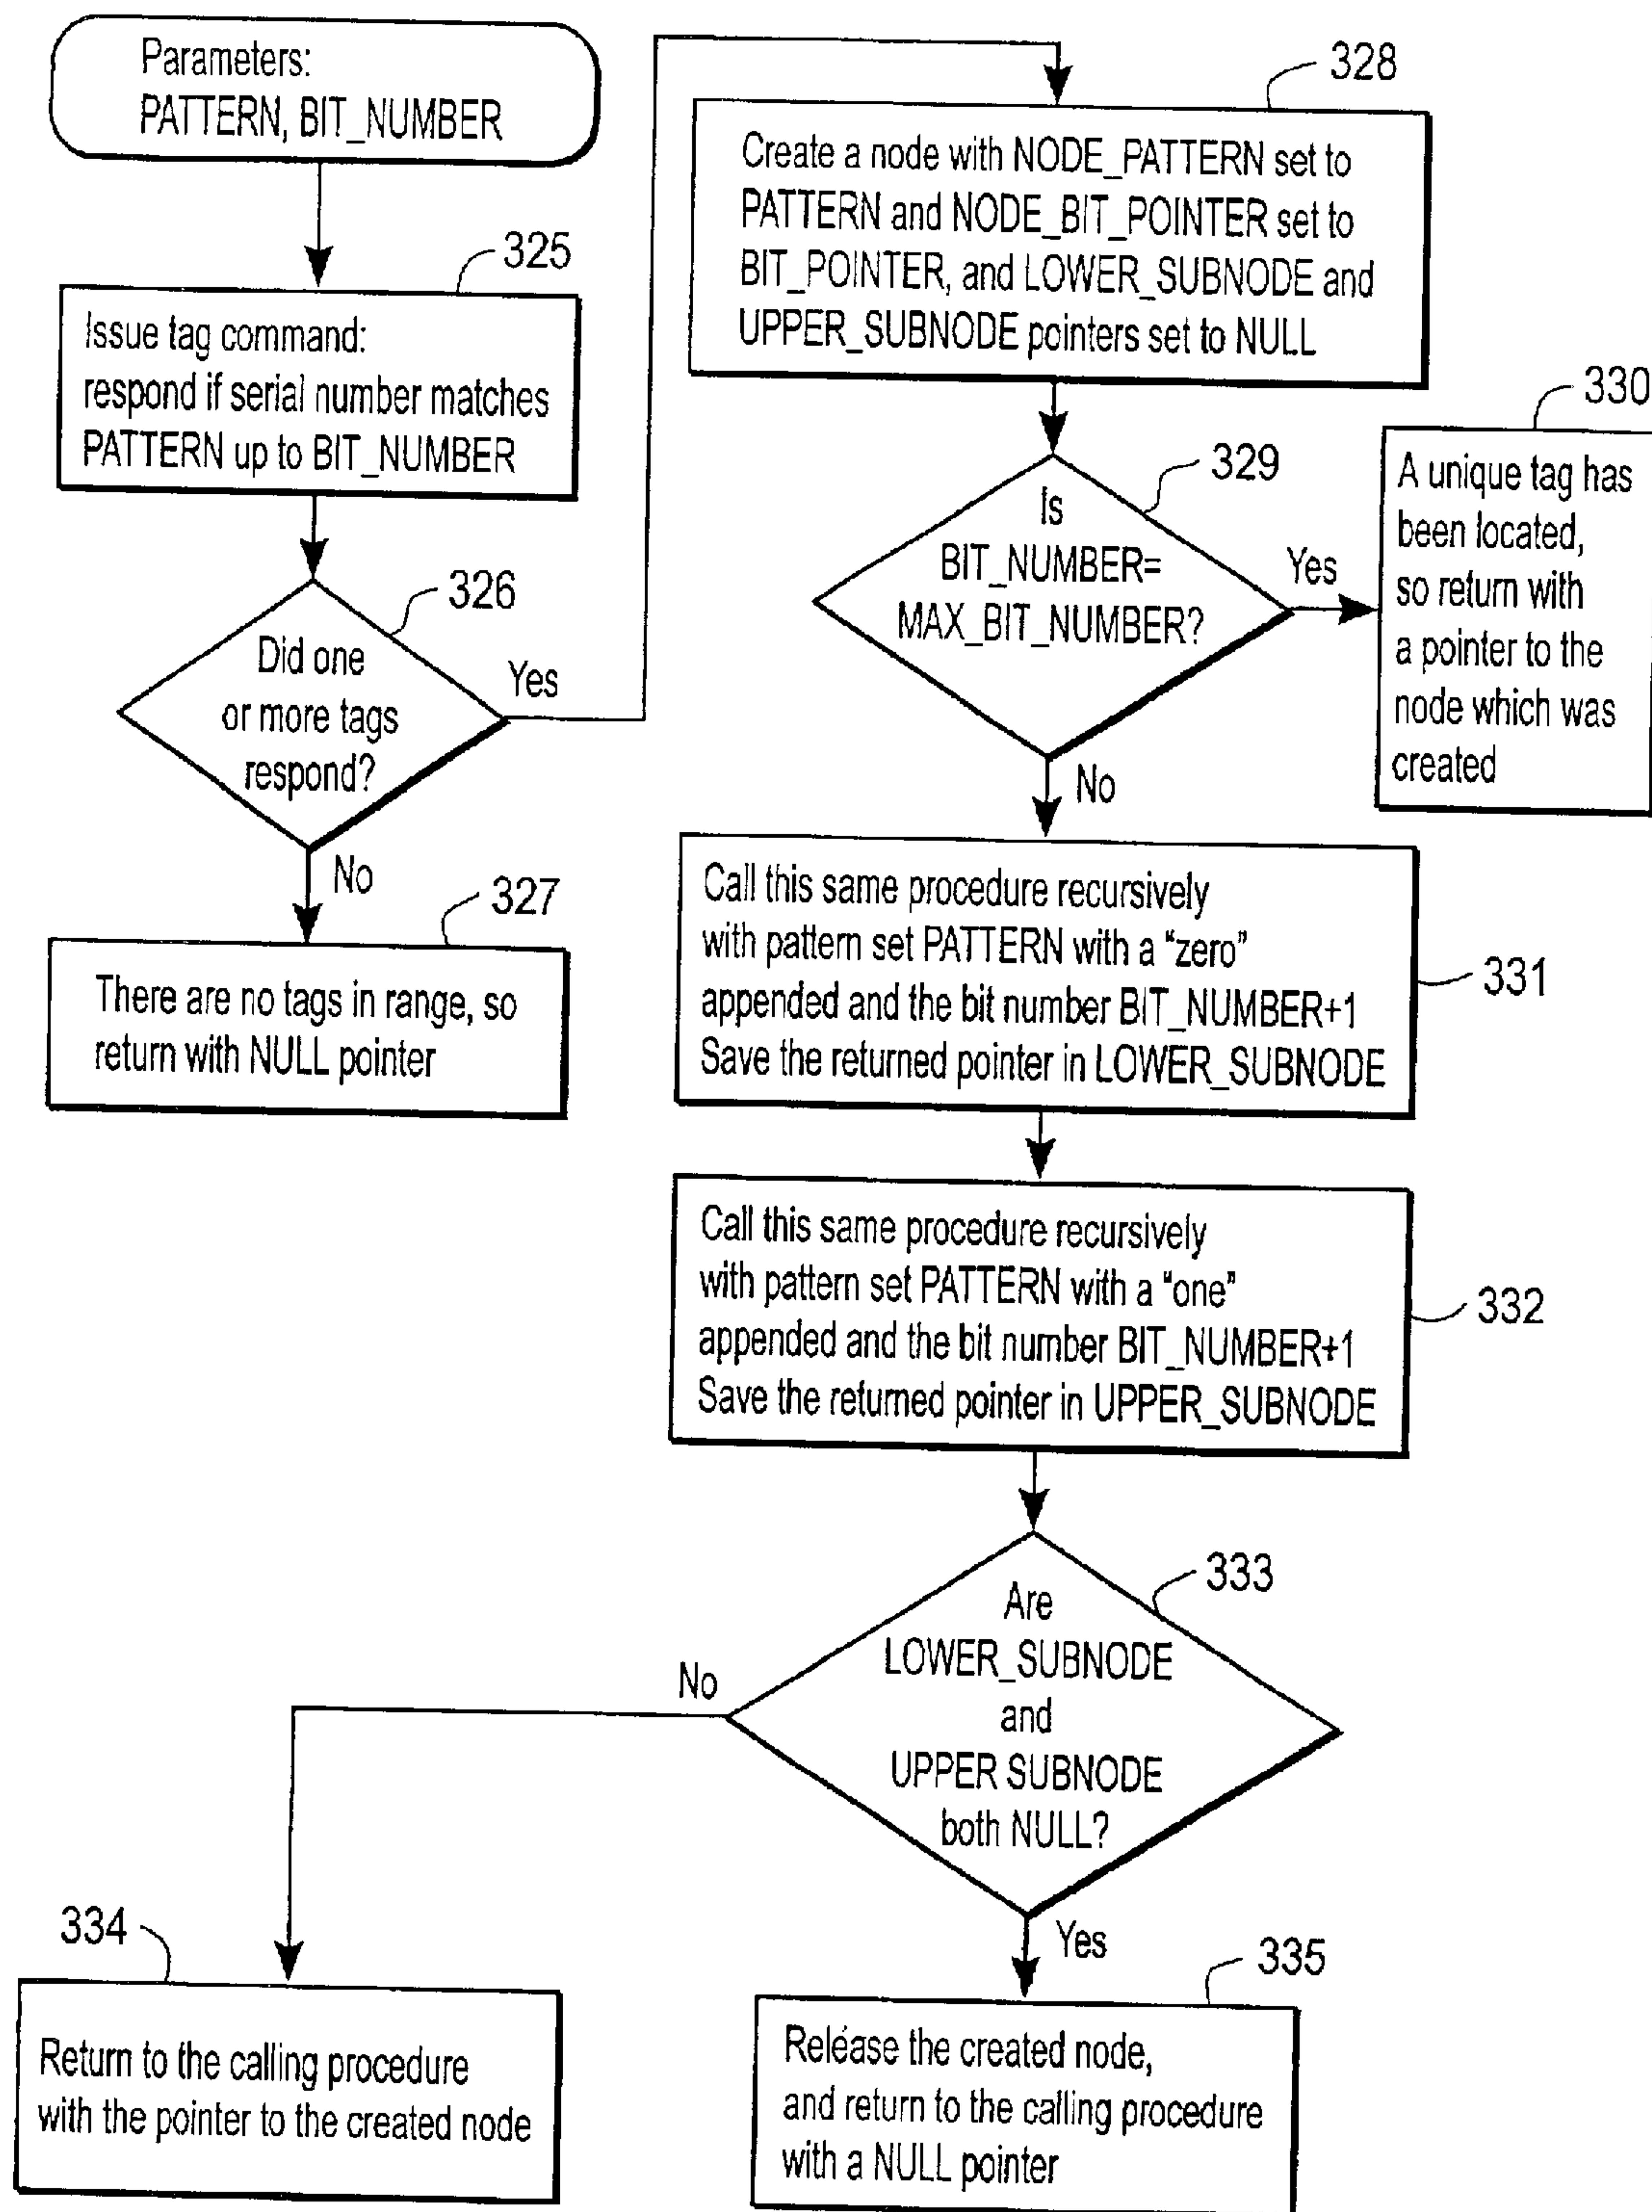 Parameters:
PATTERN, BIT_NUMBER
325
Issue tag command:
respond if serial number matches
PATTERN up to BIT_NUMBER
326
Did one
or more tags
respond?
Yes
No
327
There are no tags in range, so
return with NULL pointer
328
Create a node with NODE_PATTERN set to
PATTERN and NODE_BIT_POINTER set to
BIT_POINTER, and LOWER_SUBNODE and
UPPER_SUBNODE pointers set to NULL
329
Is
BIT_NUMBER=
MAX_BIT_NUMBER?
Yes
No
330
A unique tag has
been located,
so return with
a pointer to the
node which was
created
331
Call this same procedure recursively
with pattern set PATTERN with a "zero"
appended and the bit number BIT_NUMBER+1
Save the returned pointer in LOWER_SUBNODE
332
Call this same procedure recursively
with pattern set PATTERN with a "one"
appended and the bit number BIT_NUMBER+1
Save the returned pointer in UPPER_SUBNODE
333
Are
LOWER_SUBNODE
and
UPPER SUBNODE
both NULL?
No
Yes
334
Return to the calling procedure
with the pointer to the created node
335
Release the created node,
and return to the calling procedure
with a NULL pointer